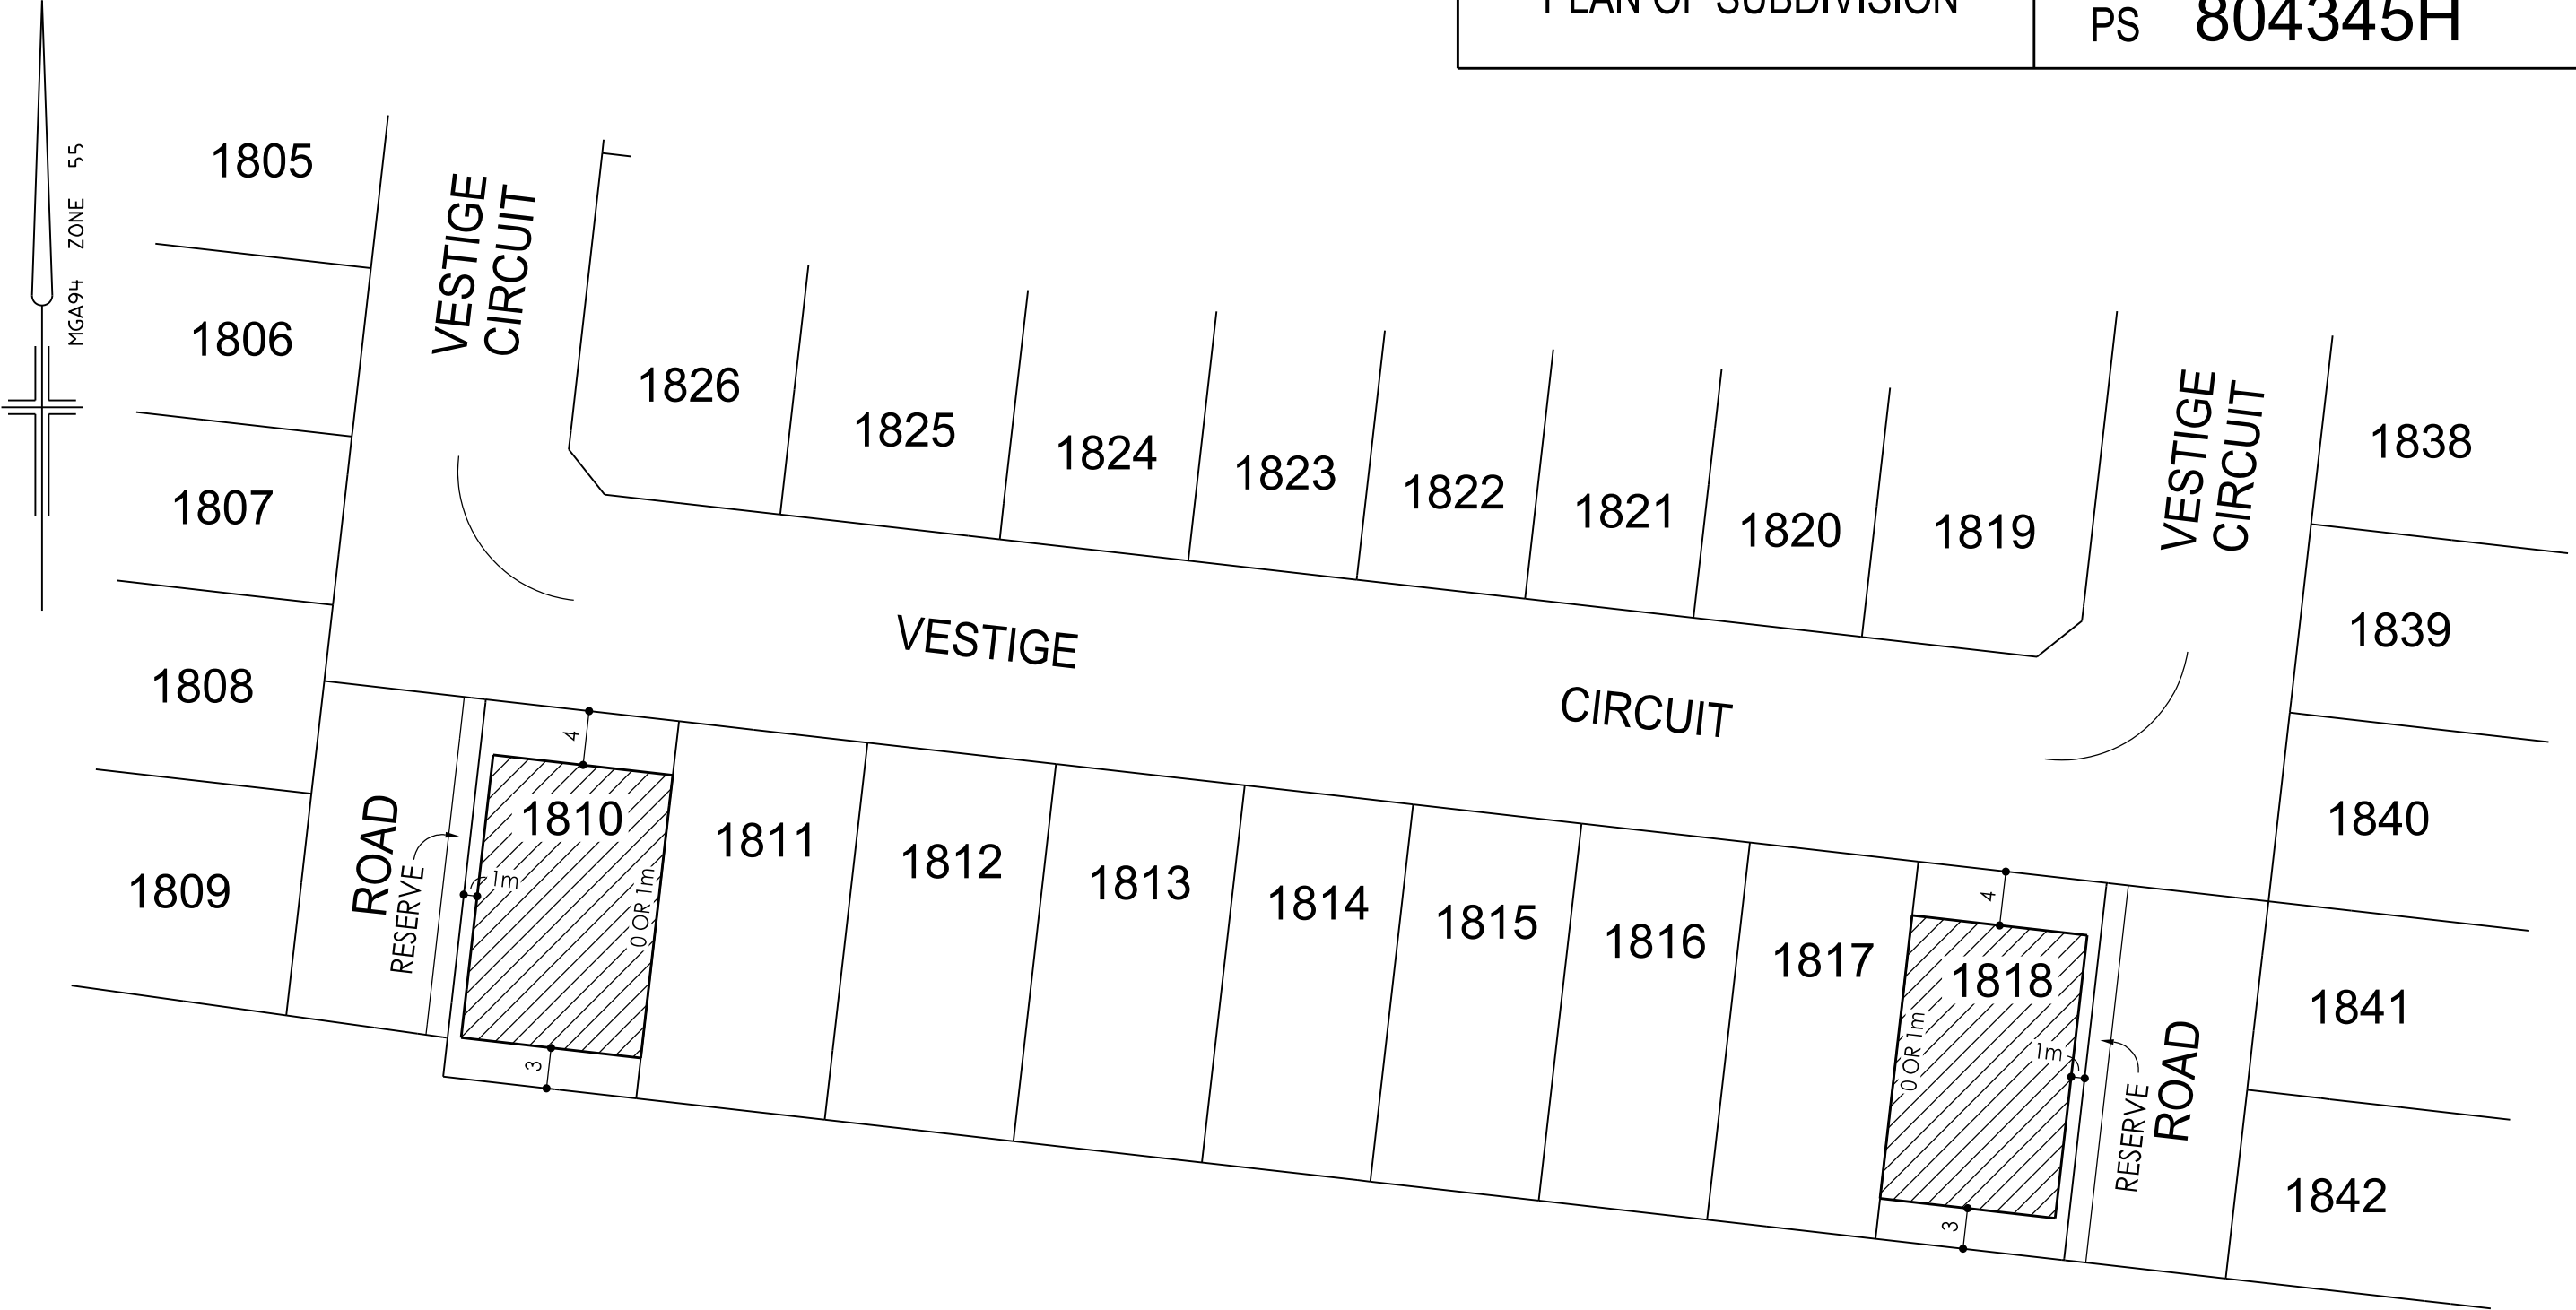 PLAN OF SUBDIVISION
PS 804345H
MGA94 ZONE 55
1805
1806
1807
1808
1809
VESTIGE
CIRCUIT
1826
1825
1824
1823
1822
1821
1820
1819
VESTIGE
CIRCUIT
1838
1839
1840
1841
1842
VESTIGE
CIRCUIT
ROAD
RESERVE
4
1810
1m
0 OR 1m
3
1811
1812
1813
1814
1815
1816
1817
4
1818
0 OR 1m
1m
3
RESERVE
ROAD